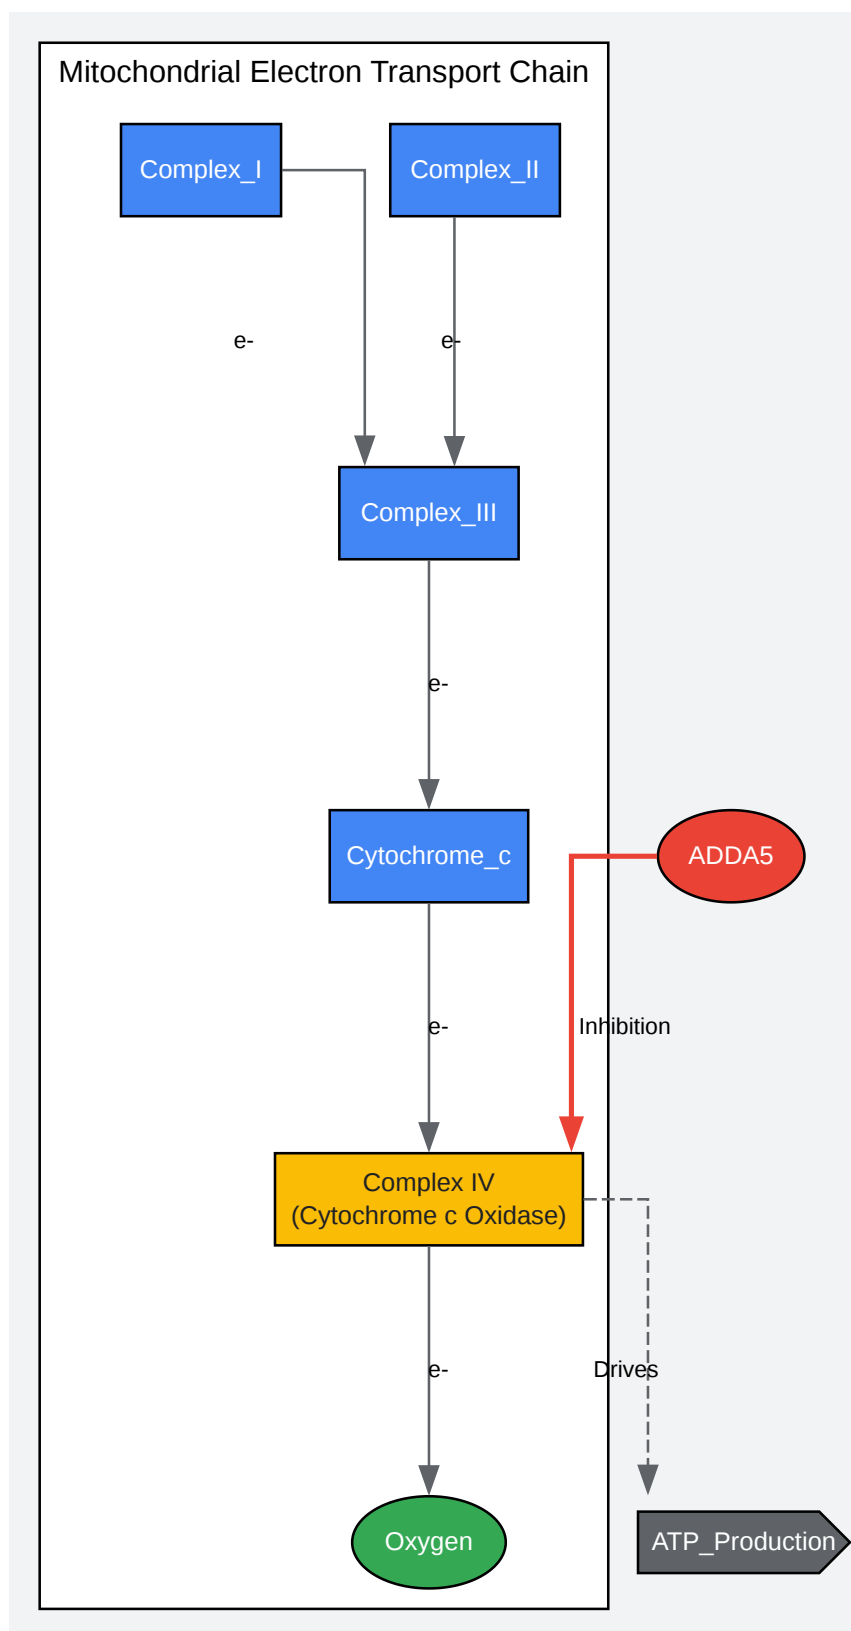 Mitochondrial Electron Transport Chain
Complex_I
Complex_II
e-
e-
Complex_III
e-
Cytochrome_c
ADDA5
e-
Inhibition
Complex IV
(Cytochrome c Oxidase)
e-
Drives
Oxygen
ATP_Production